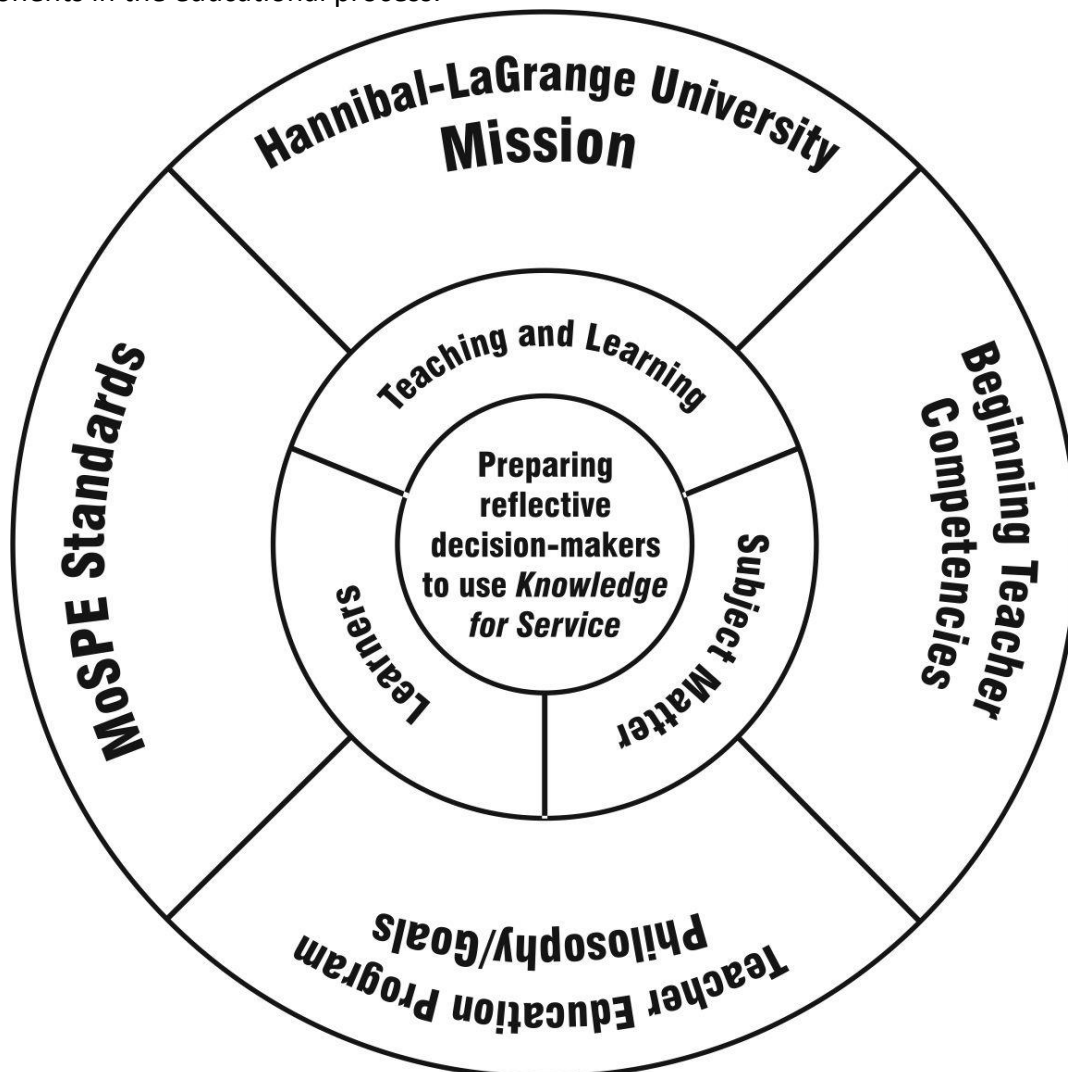 onents in the educational process.
Hannibal-LaGrange University
Mission
Beginning Teacher
Competencies
Teacher Education Program
Philosophy/Goals
MoSPE Standards
Teaching and Learning
Subject Matter
Learners
Preparing
reflective
decision-makers
to use Knowledge
for Service